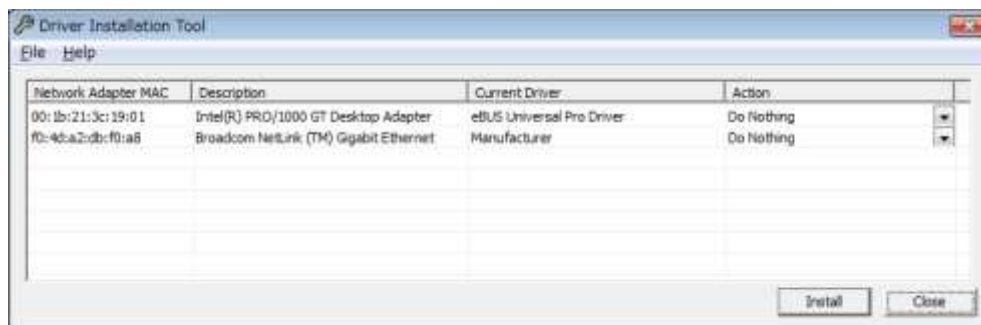 Driver Installation Tool
File Help
Network Adapter MAC Description Current Driver Action
00:1b:21:3c:19:01 Intel(R) PRO/1000 GT Desktop Adapter eBUS Universal Pro Driver Do Nothing
f0:4d:a2:db:f0:a8 Broadcom NetLink (TM) Gigabit Ethernet Manufacturer Do Nothing
Install Close